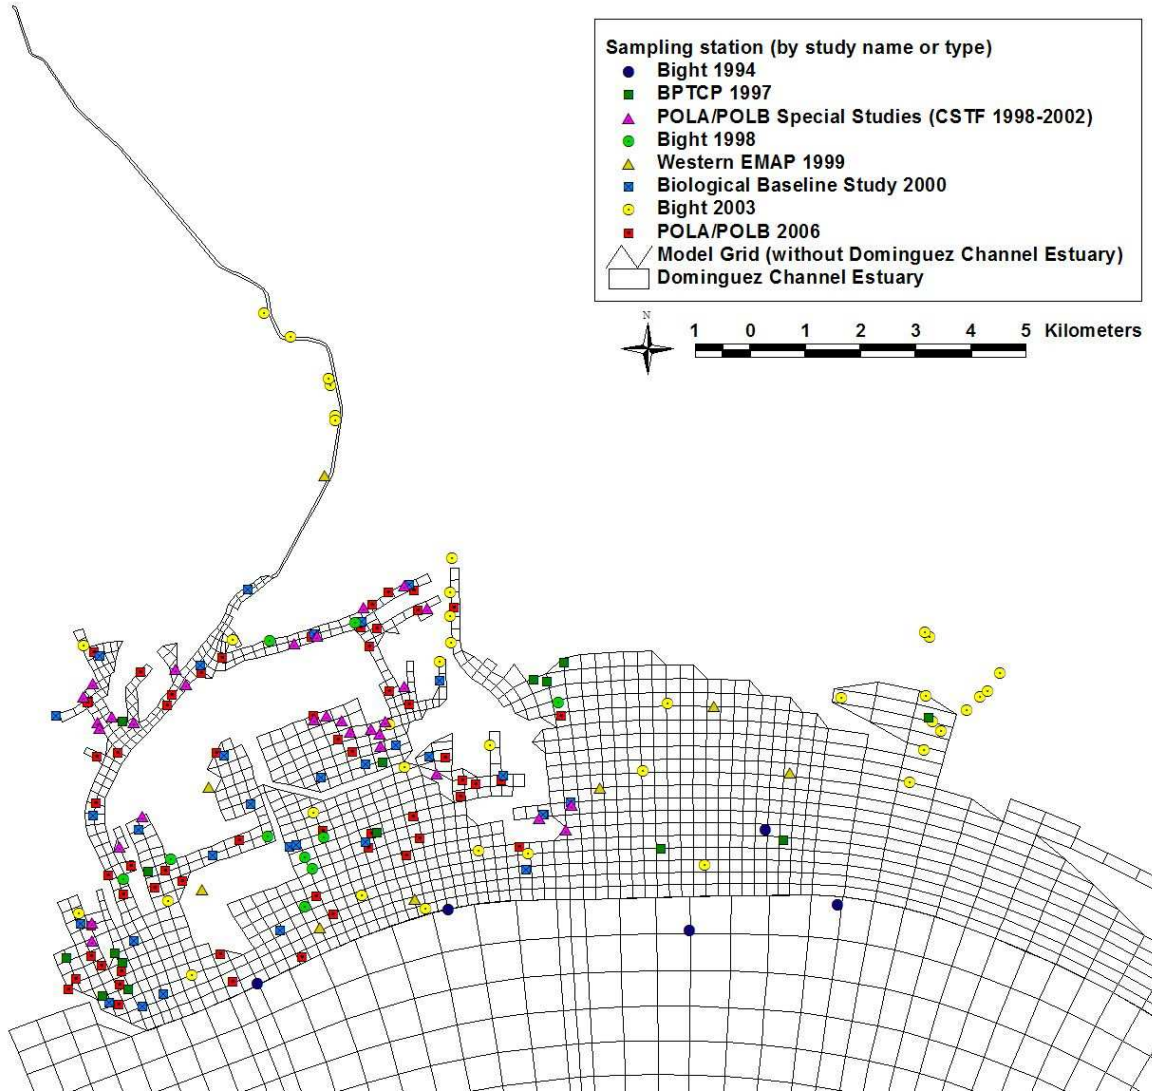 Sampling station (by study name or type)
Bight 1994
BPTCP 1997
POLA/POLB Special Studies (CSTF 1998-2002)
Bight 1998
Western EMAP 1999
Biological Baseline Study 2000
Bight 2003
POLA/POLB 2006
Model Grid (without Dominguez Channel Estuary)
Dominguez Channel Estuary
N
1 0 1 2 3 4 5 Kilometers